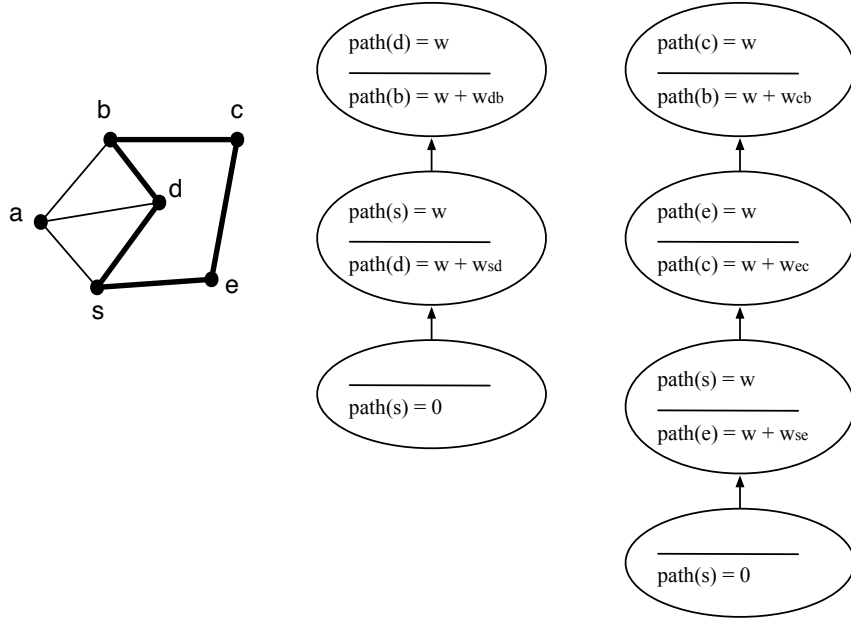 b
c
d
a
s
e
path(d) = w
path(b) = w + wdb
path(s) = w
path(d) = w + wsd
path(s) = 0
path(c) = w
path(b) = w + wcb
path(e) = w
path(c) = w + wec
path(s) = w
path(e) = w + wse
path(s) = 0